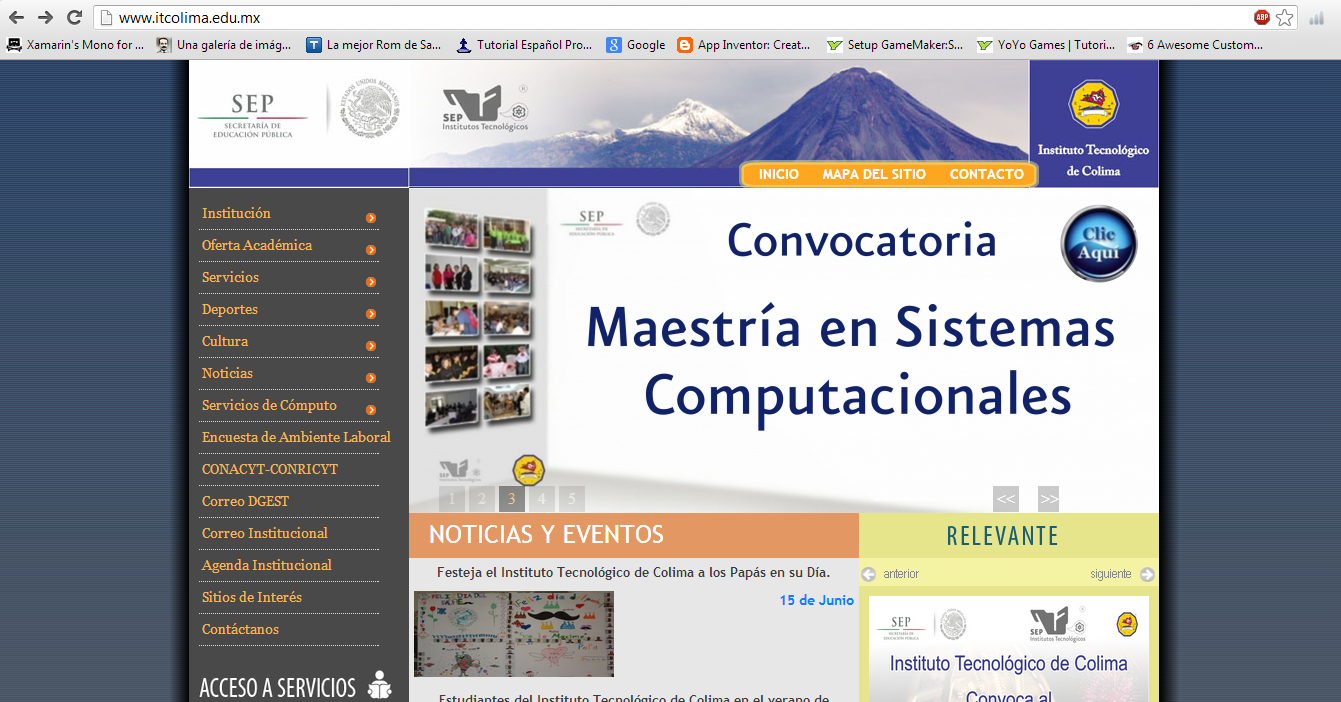 www.itcolima.edu.mx
ABP
Xamarin's Mono for ...
Una galería de imág...
La mejor Rom de Sa...
Tutorial Español Pro...
Google
App Inventor: Creat...
Setup GameMaker:S...
YoYo Games | Tutori...
6 Awesome Custom...
SEP
SECRETARÍA DE
EDUCACIÓN PÚBLICA
ESTADOS UNIDOS MEXICANOS
SEP
Institutos Tecnológicos
Instituto Tecnológico
de Colima
INICIO MAPA DEL SITIO CONTACTO
Institución
Oferta Académica
Servicios
Deportes
Cultura
Noticias
Servicios de Cómputo
Encuesta de Ambiente Laboral
CONACYT-CONRICYT
Correo DGEST
Correo Institucional
Agenda Institucional
Sitios de Interés
Contáctanos
ACCESO A SERVICIOS
SEP
Convocatoria
Clic
Aquí
Maestría en Sistemas
Computacionales
1 2 3 4 5
<< >>
NOTICIAS Y EVENTOS
Festeja el Instituto Tecnológico de Colima a los Papás en su Día.
15 de Junio
Estudiantes del Instituto Tecnológico de Colima en el verano de
RELEVANTE
anterior siguiente
SEP
SEP
Institutos Tecnológicos
Instituto Tecnológico de Colima
Convoca al